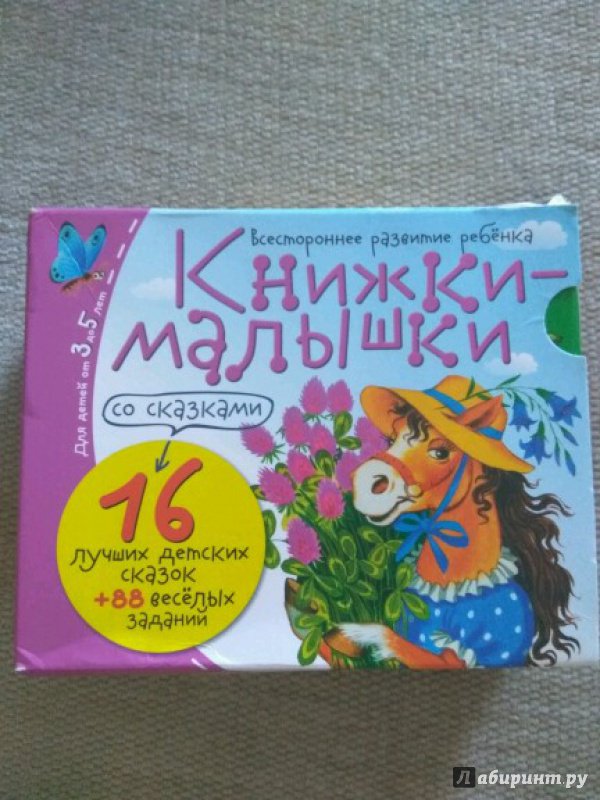 Всестороннее развитие ребёнка
Книжки-
малышки
со сказками
Для детей от 3 до 5 лет
16
лучших детских
сказок
+88 весёлых
заданий
Лабиринт.ру